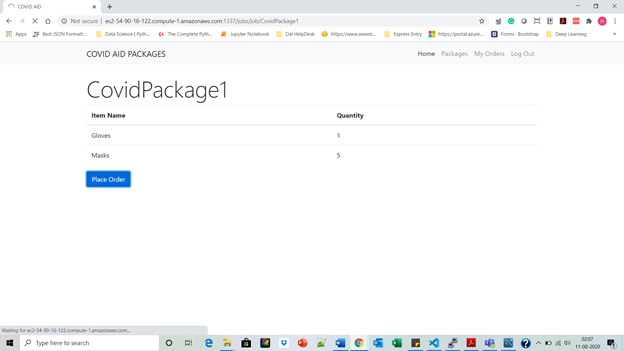 COVID AID
Not secure | ec2-54-90-16-122.compute-1.amazonaws.com:1337/jobs/job/CovidPackage1
Apps Best JSON Formatt... Data Science | Pyth... The Complete Pyth... Jupyter Notebook Dal HelpDesk https://www.awsed... Express Entry https://portal.azure... Forms · Bootstrap Deep Learning
COVID AID PACKAGES Home Packages My Orders Log Out
CovidPackage1
Item Name Quantity
Gloves 1
Masks 5
Place Order
Waiting for ec2-54-90-16-122.compute-1.amazonaws.com...
Type here to search
02:07
11-08-2020